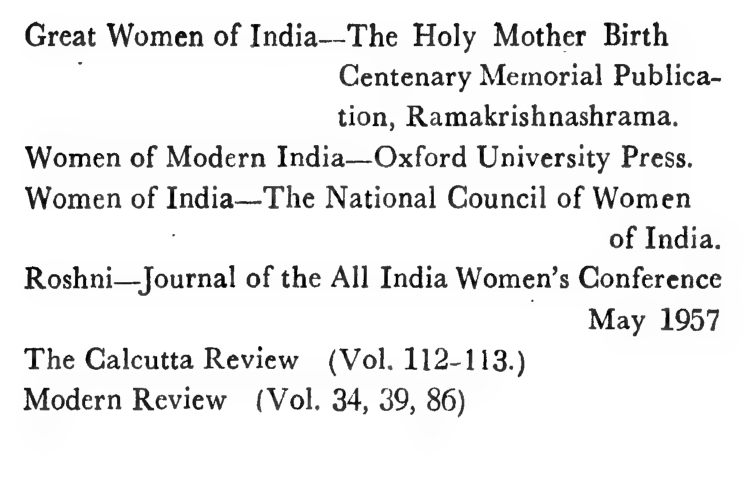 Great Women of India—The Holy Mother Birth
Centenary Memorial Publica-
tion, Ramakrishnashrama.
Women of Modern India—Oxford University Press.
Women of India—The National Council of Women
of India.
Roshni—Journal of the All India Women's Conference
May 1957
The Calcutta Review (Vol. 112-113.)
Modern Review (Vol. 34, 39, 86)